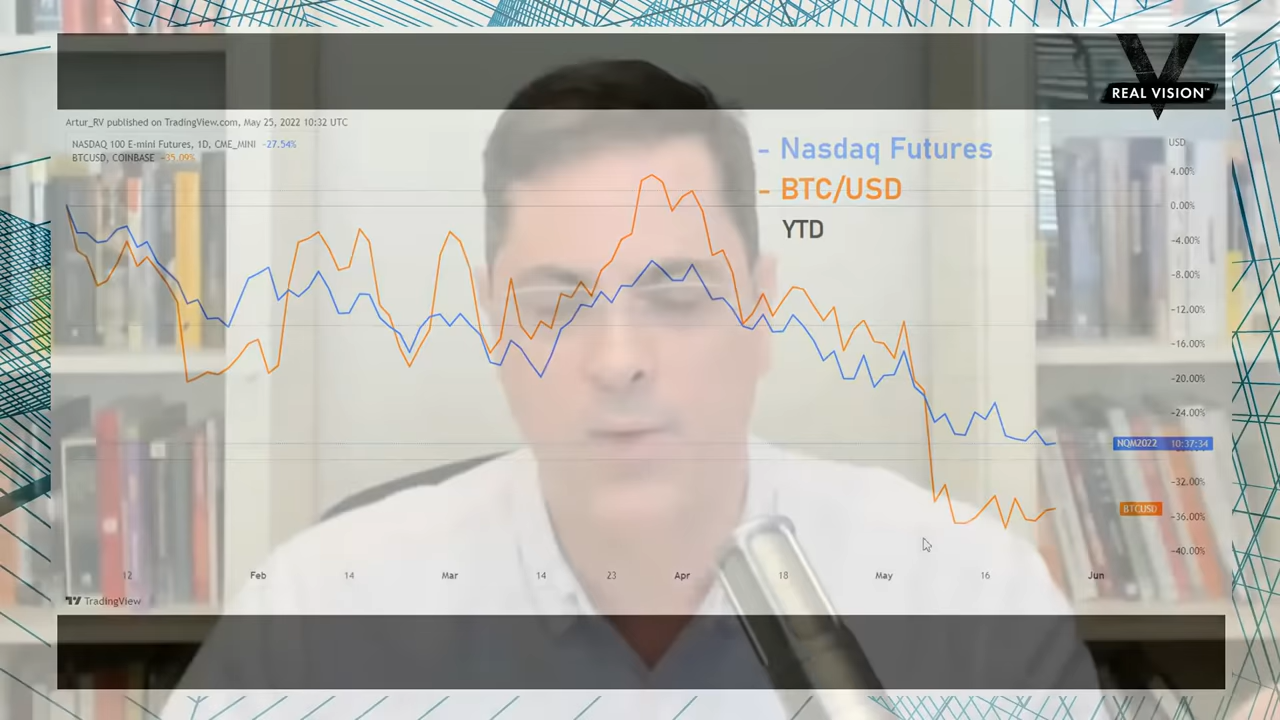 REAL VISION™
Artur_RV published on TradingView.com, May 25, 2022 10:32 UTC
NASDAQ 100 E-mini Futures, 1D, CME_MINI -27.54%
BTCUSD, COINBASE -35.09%
- Nasdaq Futures
- BTC/USD
YTD
USD
4.00%
0.00%
-4.00%
-8.00%
-12.00%
-16.00%
-20.00%
-24.00%
NQM2022 10:37:34
-32.00%
BTCUSD
-36.00%
-40.00%
12 Feb 14 Mar 14 23 Apr 18 May 16 Jun
TradingView